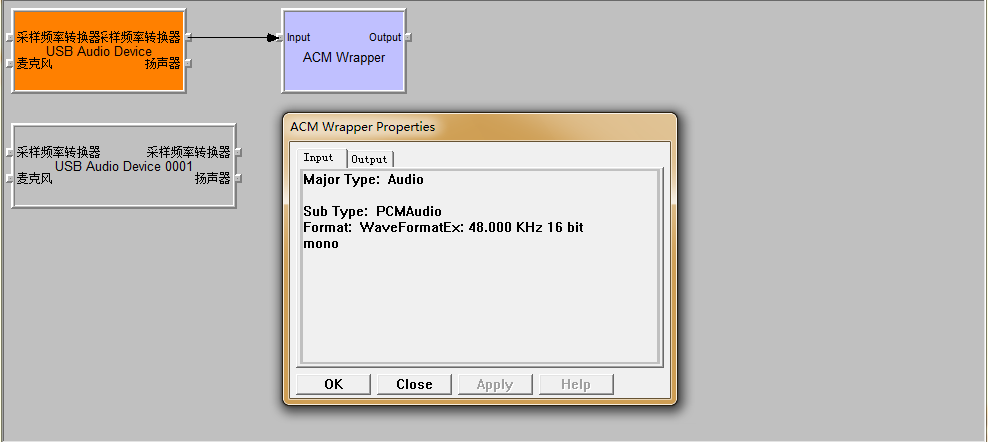 采样频率转换器采样频率转换器
USB Audio Device
麦克风 扬声器
Input Output
ACM Wrapper
采样频率转换器 采样频率转换器
USB Audio Device 0001
麦克风 扬声器
ACM Wrapper Properties
Input Output
Major Type: Audio
Sub Type: PCMAudio
Format: WaveFormatEx: 48.000 KHz 16 bit
mono
OK Close Apply Help